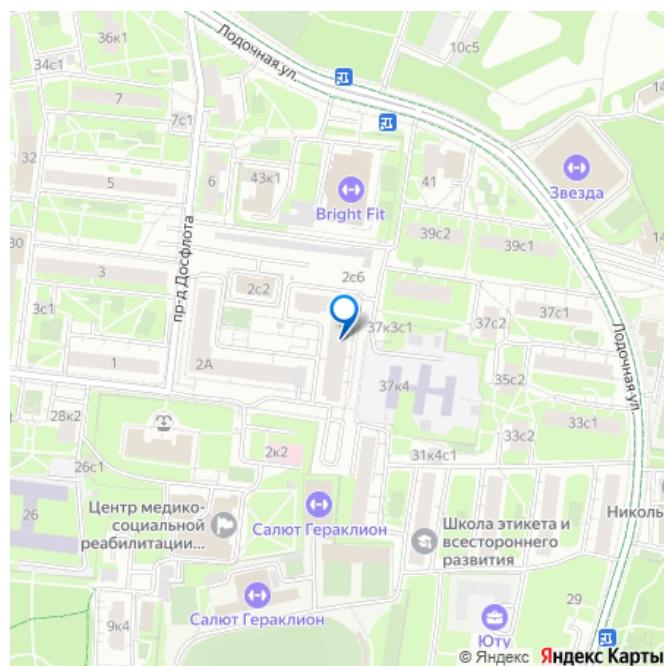 36к1
Лодочная ул.
10с5
34с1
7
7с1
32
5
6
43к1
Bright Fit
41
Звезда
39с2
39с1
30
пр-д Досфлота
3
2с2
2с6
3с1
37к3с1
37с2
37с1
Лодочная ул.
1
2А
37к4
35с2
28к2
33с1
33с2
26с1
2к2
31к4с1
26
Центр медико-
социальной
реабилитации...
Салют Гераклион
Школа этикета и
всестороннего
развития
Николь
Салют Гераклион
29
9к4
Юту
© Яндекс Яндекс Карты